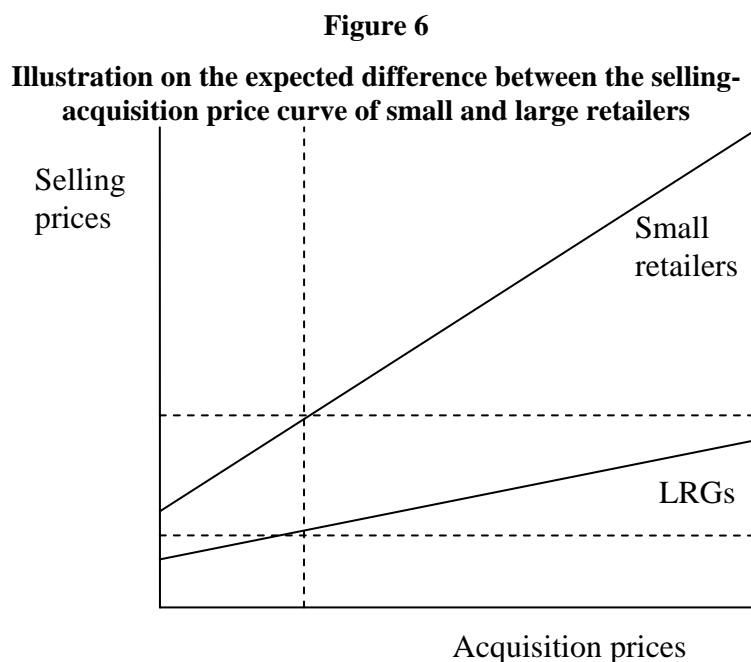 Figure 6
Illustration on the expected difference between the selling-
acquisition price curve of small and large retailers
Selling
prices
Small
retailers
LRGs
Acquisition prices